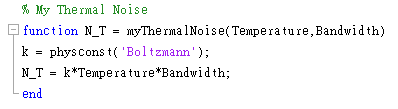 % My Thermal Noise
function N_T = myThermalNoise(Temperature,Bandwidth)
k = physconst('Boltzmann');
N_T = k*Temperature*Bandwidth;
end